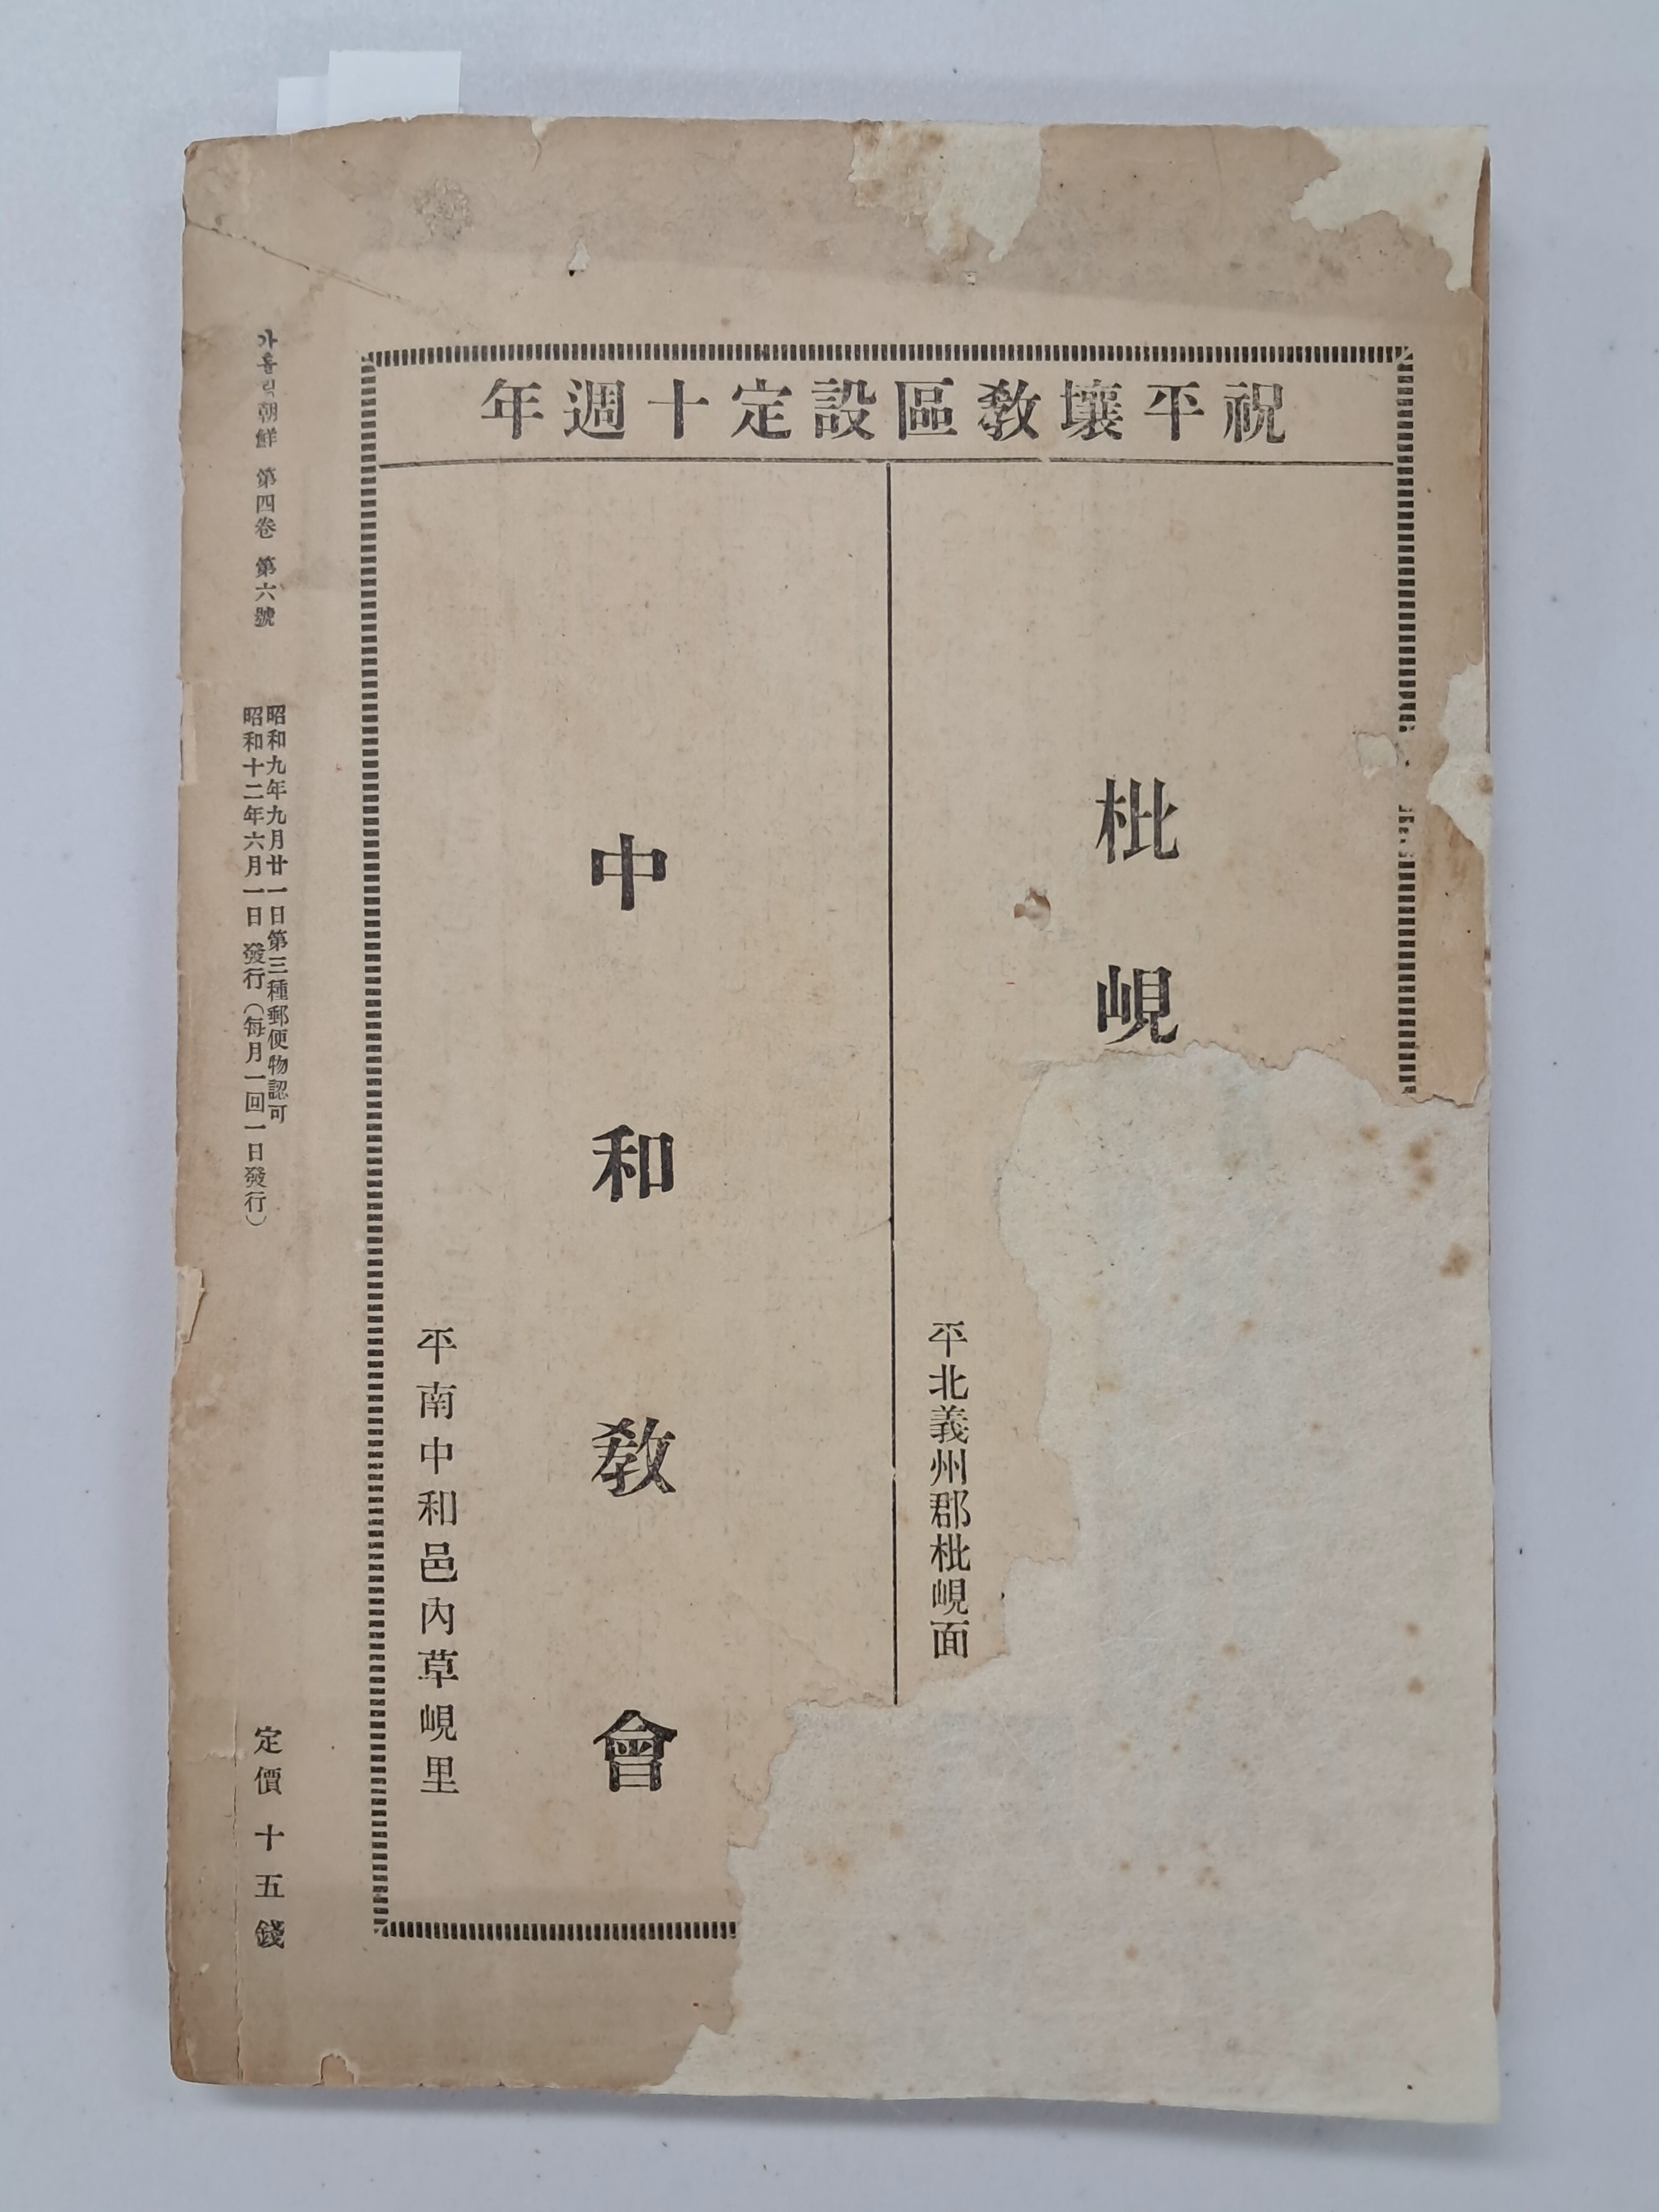 祝平壤敎區設定十週年
枇峴
平北義州郡枇峴面
中和敎會
平南中和邑內草峴里
가톨릭朝鮮 第四卷 第六號
昭和九年九月廿一日第三種郵便物認可
昭和十二年六月一日發行(每月一回一日發行)
定價十五錢